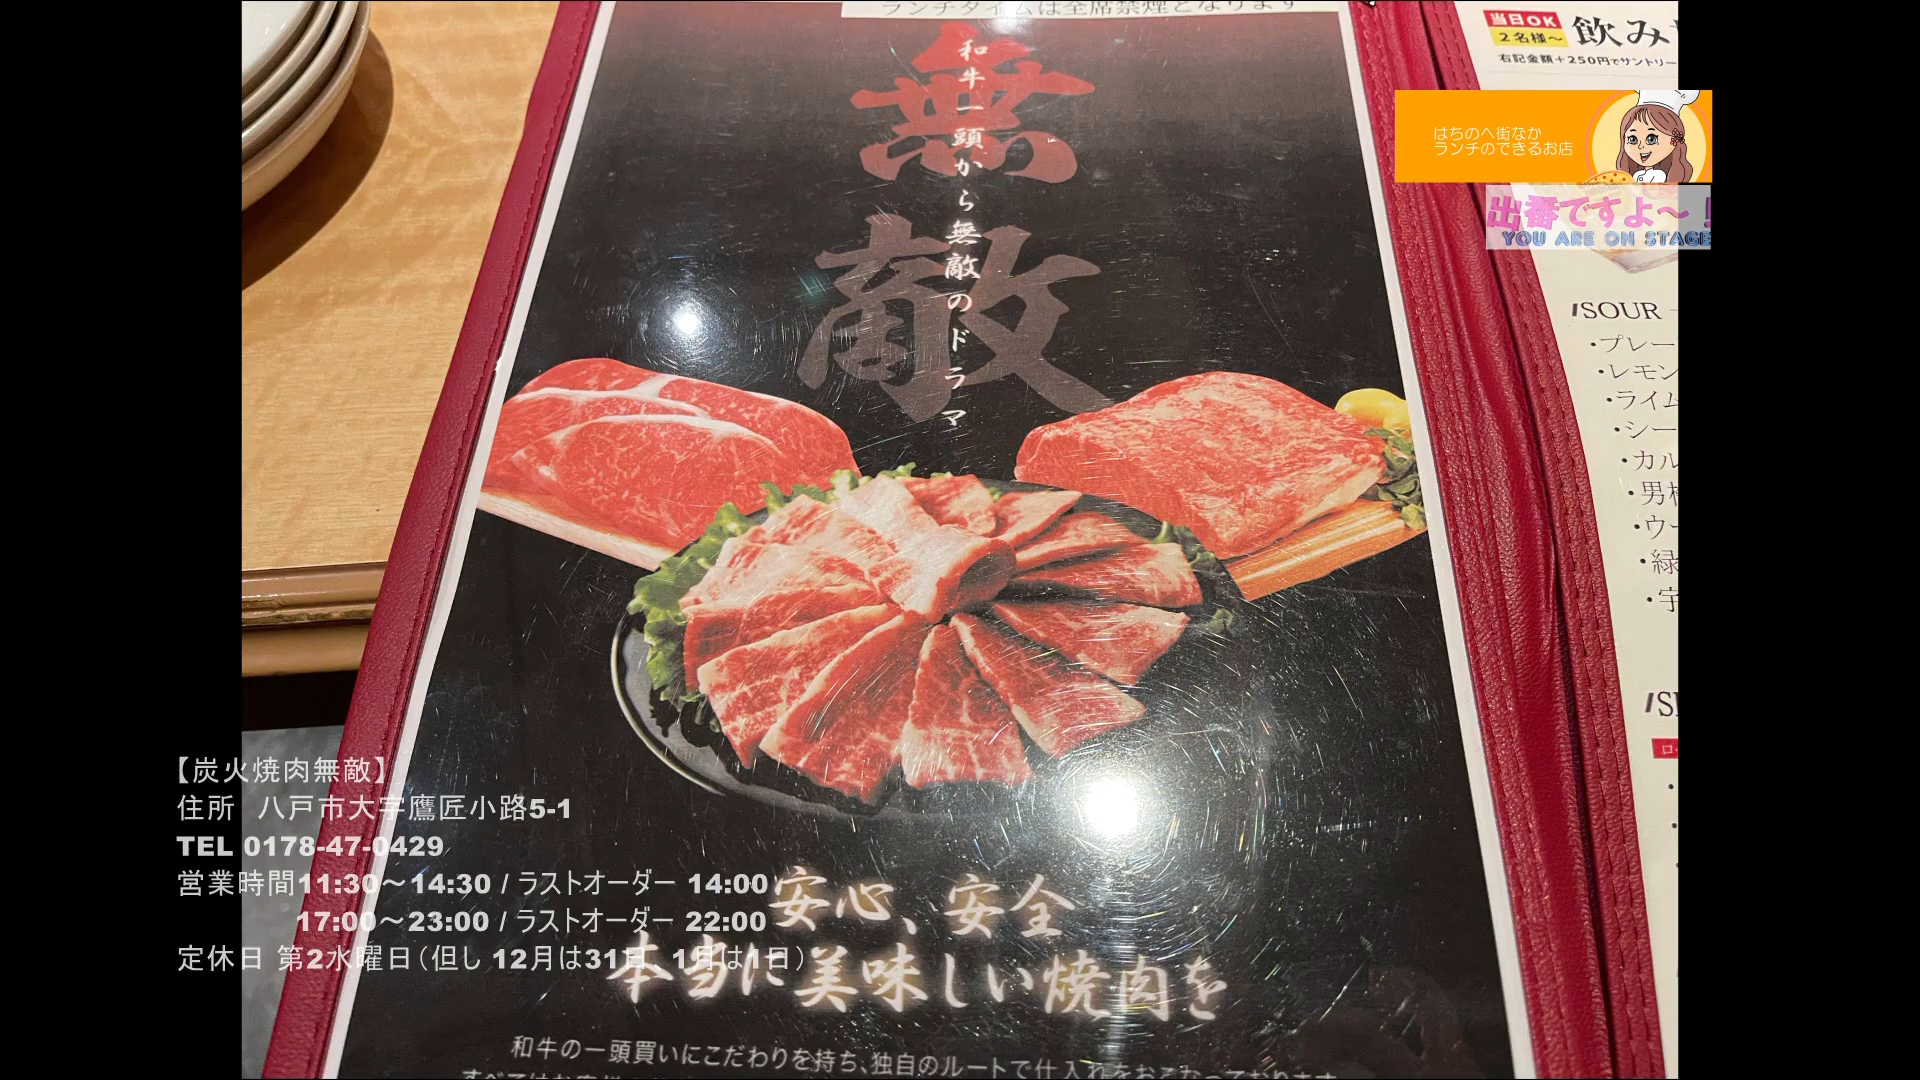 ランチタイムは全席禁煙となります
無敵
和牛一頭から無敵のドラマ
当日OK
2名様～
飲み
右記金額+250円でサントリー
はちのへ街なか
ランチのできるお店
出番ですよ～！
YOU ARE ON STAGE
SOUR
・プレー
・レモン
・ライム
・シー
・カル
・男梅
・ウー
・緑
・宇
【炭火焼肉無敵】
住所 八戸市大字鷹匠小路5-1
TEL 0178-47-0429
営業時間11:30～14:30 / ラストオーダー 14:00
17:00～23:00 / ラストオーダー 22:00
定休日 第2水曜日（但し 12月は31日、1月は1日）
安心、安全
本当に美味しい焼肉を
和牛の一頭買いにこだわりを持ち、独自のルートで仕入れをおこなっております